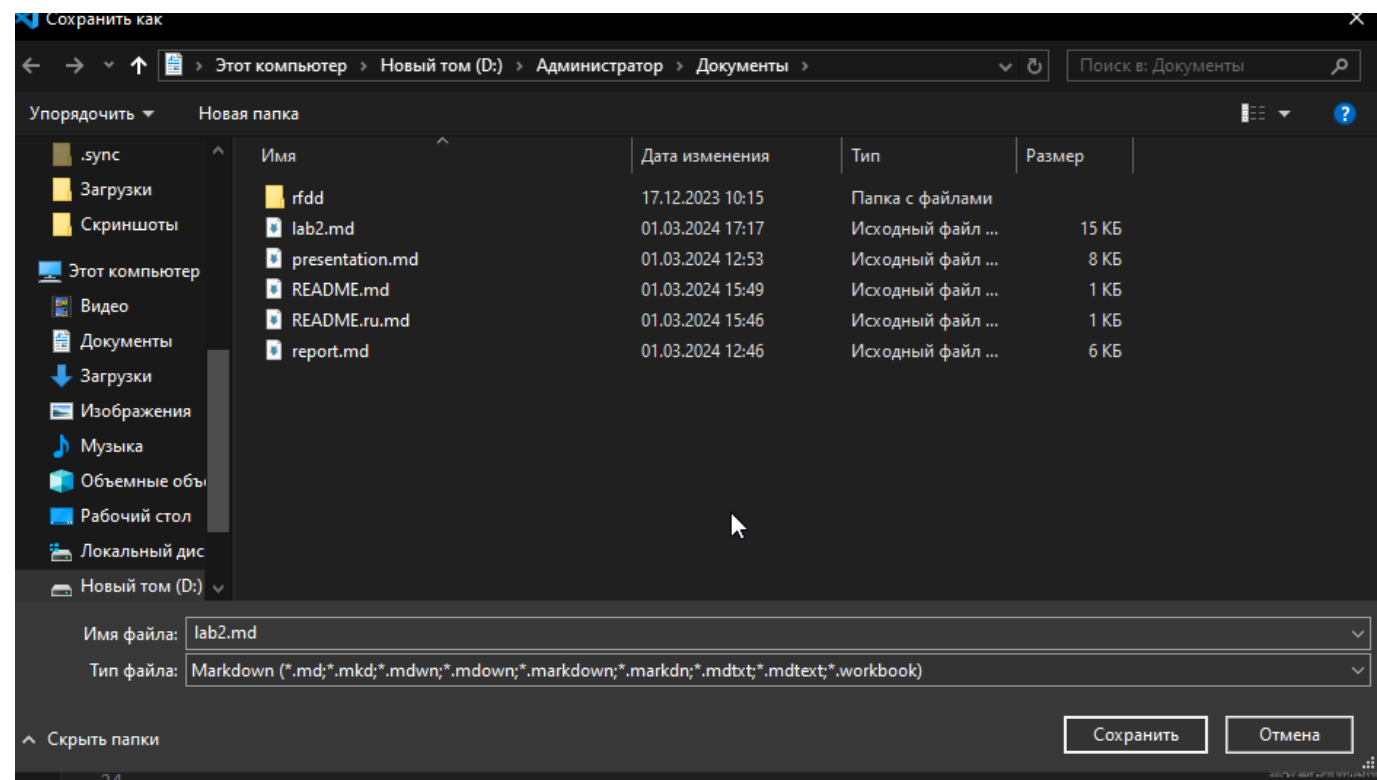 Сохранить как
Этот компьютер > Новый том (D:) > Администратор > Документы >
Поиск в: Документы
Упорядочить
Новая папка
.sync
Загрузки
Скриншоты
Этот компьютер
Видео
Документы
Загрузки
Изображения
Музыка
Объемные объ
Рабочий стол
Локальный дис
Новый том (D:)
Имя Дата изменения Тип Размер
rfdd 17.12.2023 10:15 Папка с файлами
lab2.md 01.03.2024 17:17 Исходный файл ... 15 КБ
presentation.md 01.03.2024 12:53 Исходный файл ... 8 КБ
README.md 01.03.2024 15:49 Исходный файл ... 1 КБ
README.ru.md 01.03.2024 15:46 Исходный файл ... 1 КБ
report.md 01.03.2024 12:46 Исходный файл ... 6 КБ
Имя файла: lab2.md
Тип файла: Markdown (*.md;*.mkd;*.mdwn;*.mdown;*.markdown;*.markdn;*.mdtxt;*.mdtext;*.workbook)
Скрыть папки
Сохранить
Отмена